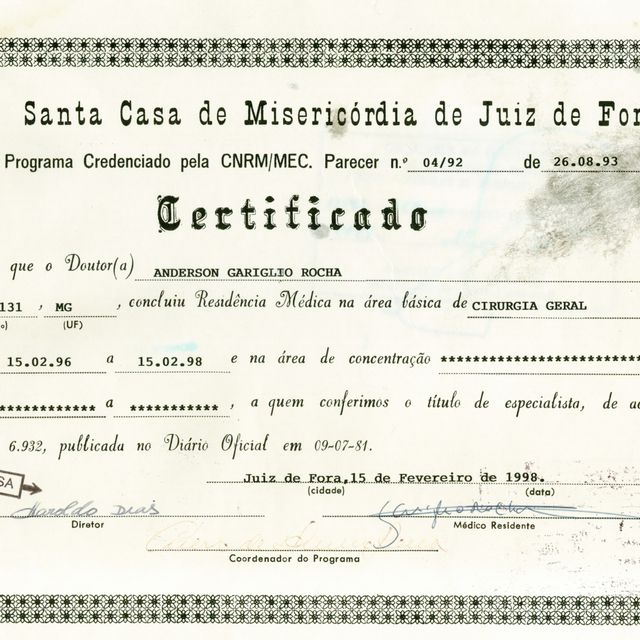 Santa Casa de Misericórdia de Juiz de For
Programa Credenciado pela CNRM/MEC. Parecer n.º 04/92 de 26.08.93
Certificado
que o Doutor(a) ANDERSON GARIGLIO ROCHA
131 , MG , concluiu Residência Médica na área básica de CIRURGIA GERAL
o) (UF)
15.02.96 a 15.02.98 e na área de concentração *************************
************ a *********** , a quem conferimos o título de especialista, de ac
6.932, publicada no Diário Oficial em 09-07-81.
SA
Juiz de Fora,15 de Fevereiro de 1998.
(cidade) (data)
Haroldo Dias
Diretor Médico Residente
Coordenador do Programa